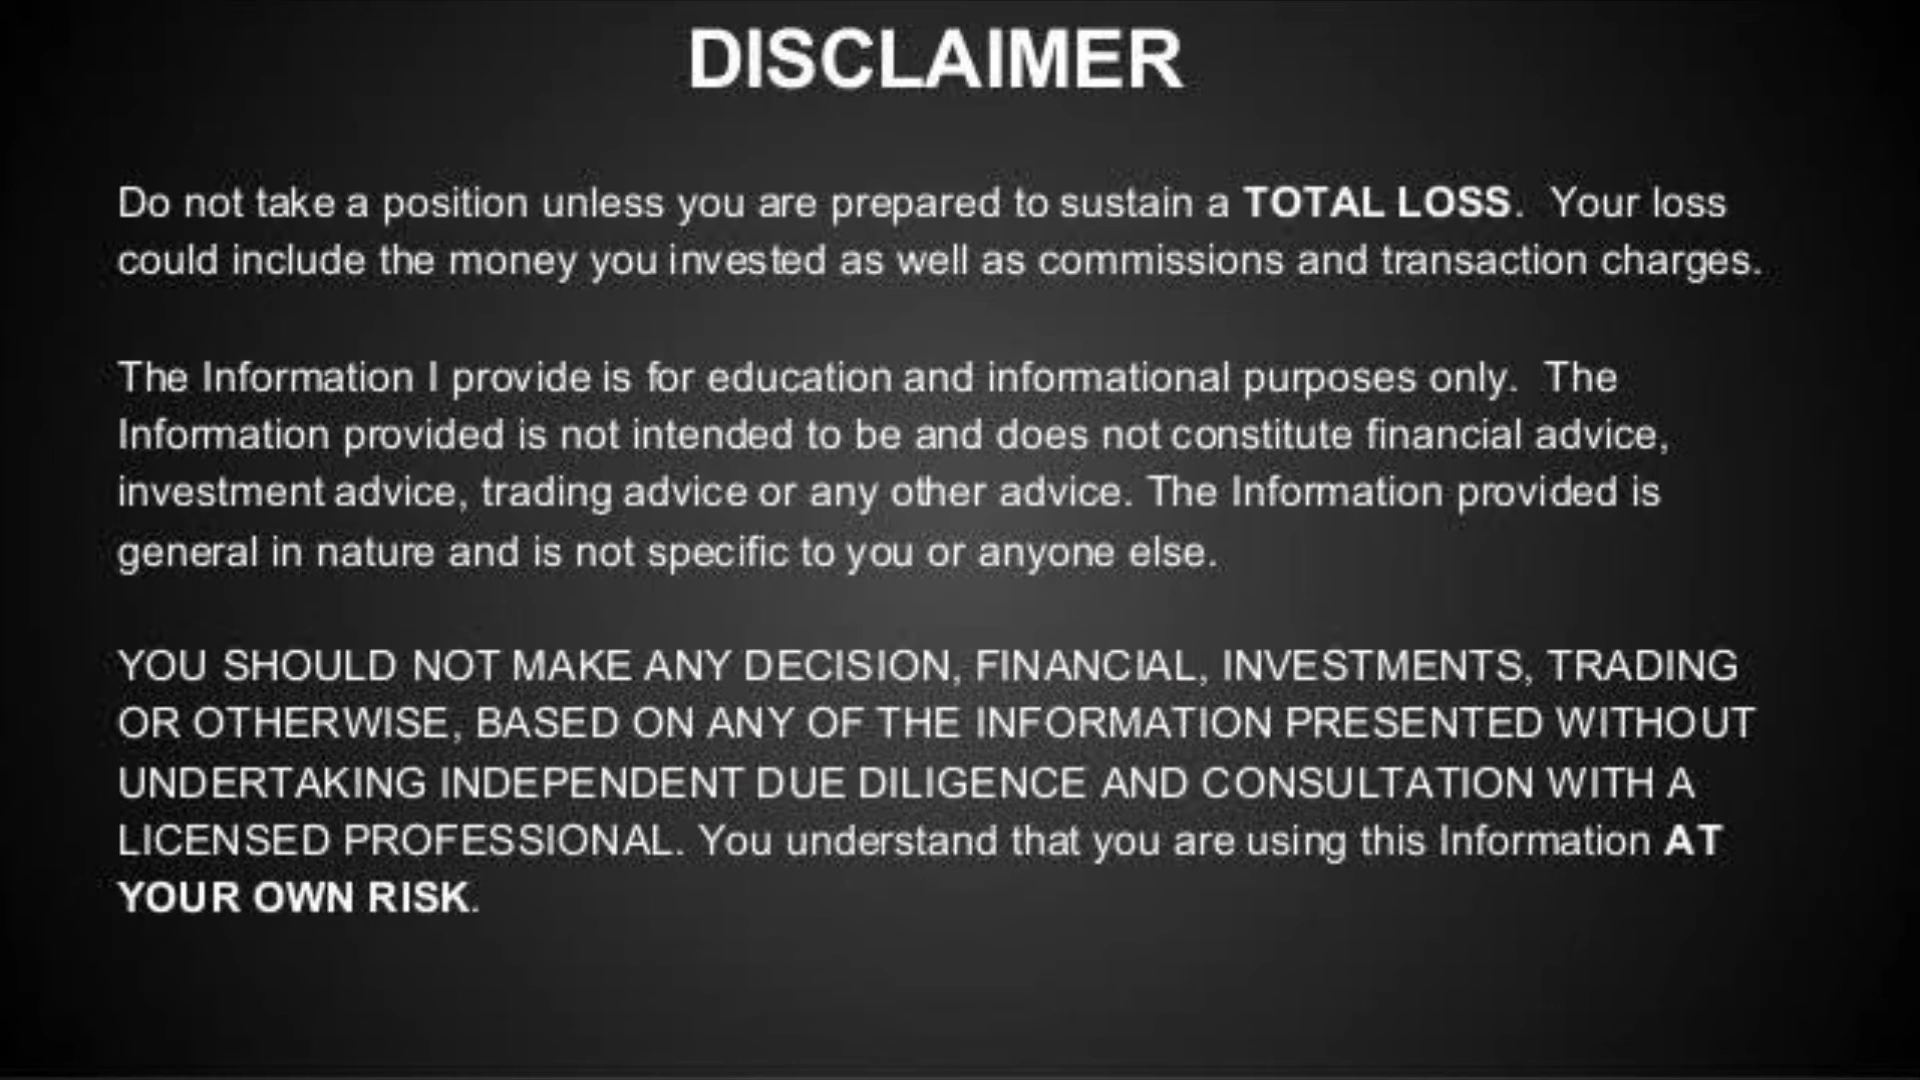 DISCLAIMER
Do not take a position unless you are prepared to sustain a TOTAL LOSS.  Your loss
could include the money you invested as well as commissions and transaction charges.
The Information I provide is for education and informational purposes only.  The
Information provided is not intended to be and does not constitute financial advice,
investment advice, trading advice or any other advice. The Information provided is
general in nature and is not specific to you or anyone else.
YOU SHOULD NOT MAKE ANY DECISION, FINANCIAL, INVESTMENTS, TRADING
OR OTHERWISE, BASED ON ANY OF THE INFORMATION PRESENTED WITHOUT
UNDERTAKING INDEPENDENT DUE DILIGENCE AND CONSULTATION WITH A
LICENSED PROFESSIONAL. You understand that you are using this Information AT
YOUR OWN RISK.